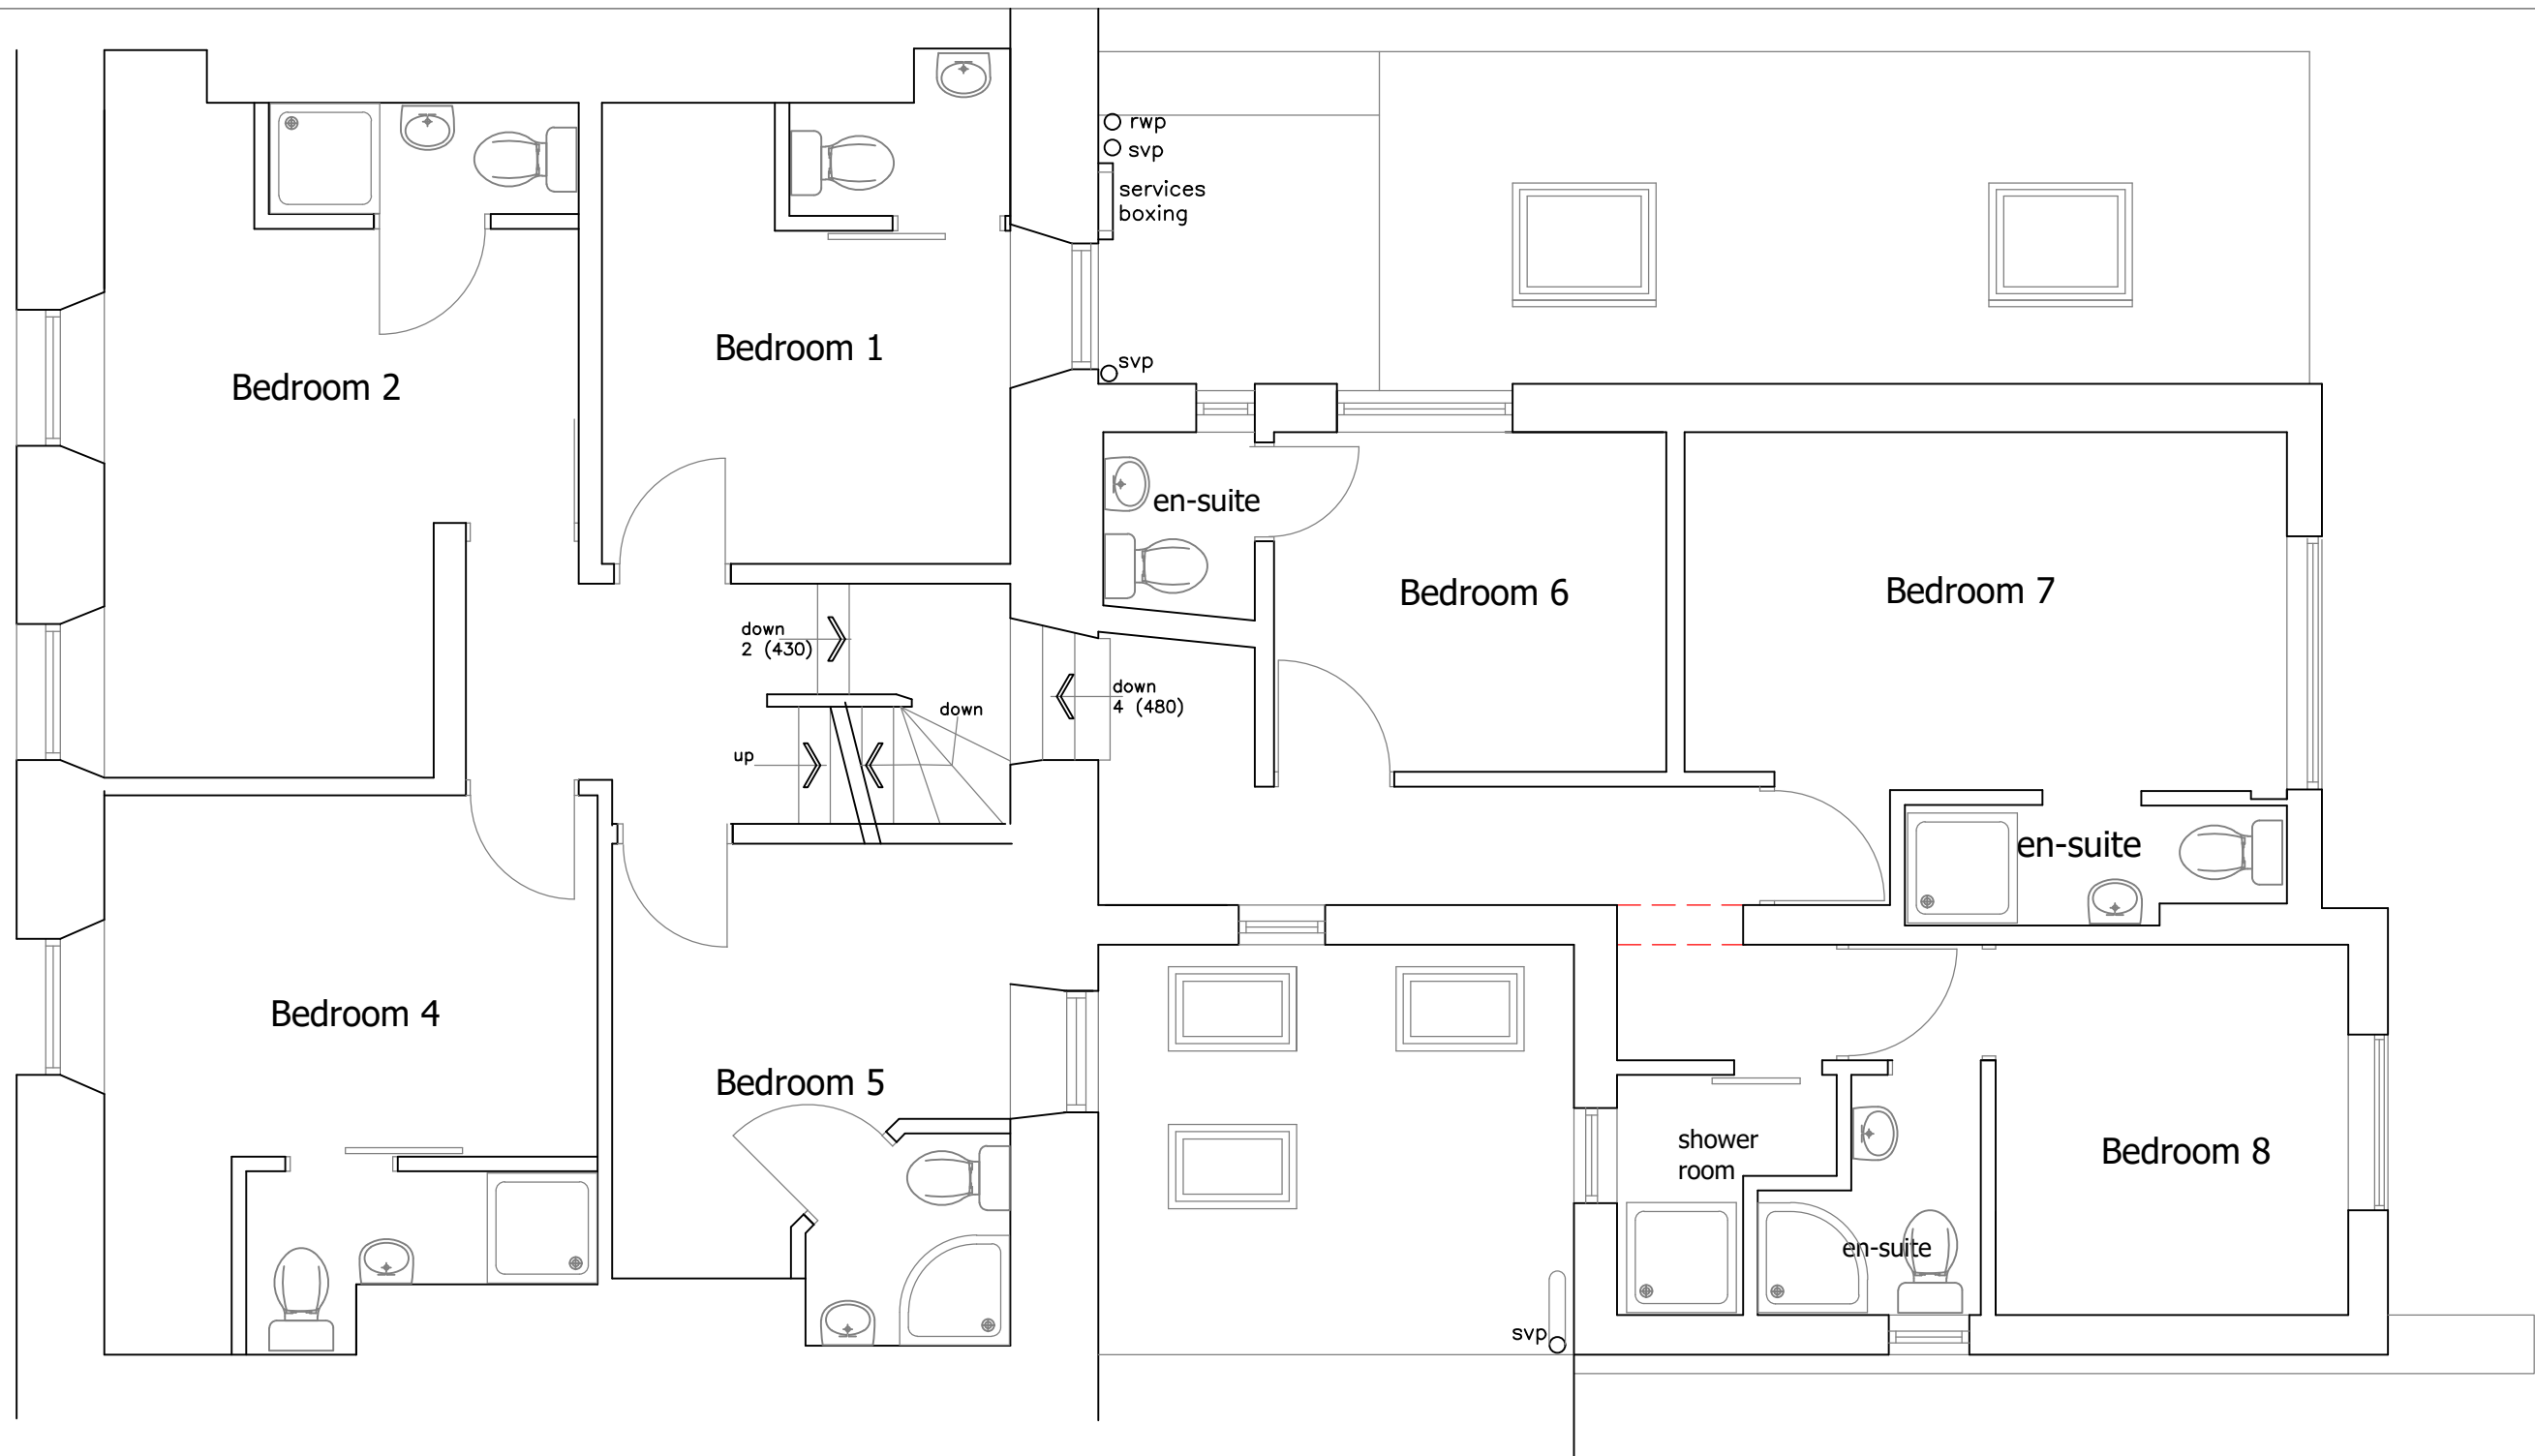 rwp
svp
services
boxing
Bedroom 1
svp
Bedroom 2
en-suite
Bedroom 6
Bedroom 7
down
2 (430)
down
4 (480)
down
up
en-suite
Bedroom 4
Bedroom 5
shower
room
Bedroom 8
en-suite
svp